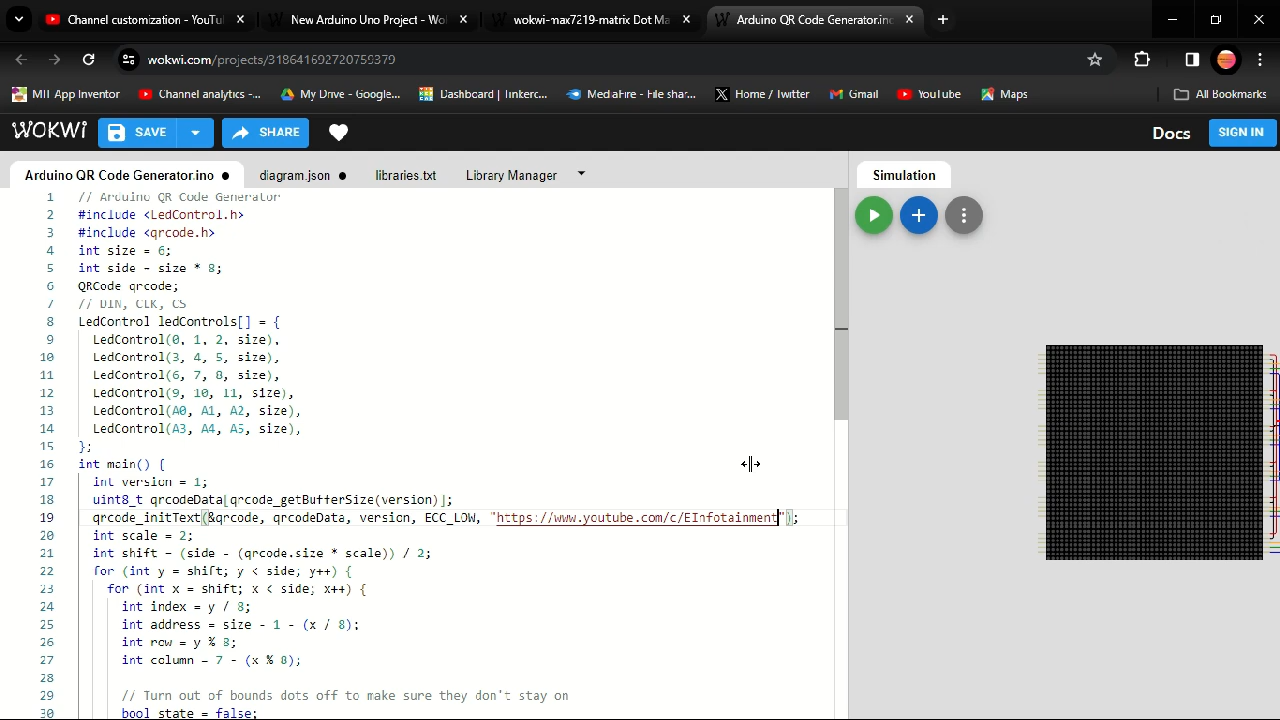 Channel customization - YouTu
New Arduino Uno Project - Wo
wokwi-max7219-matrix Dot Ma
Arduino QR Code Generator.ino
wokwi.com/projects/318641692720759379
MIT App Inventor
Channel analytics -...
My Drive - Google...
Dashboard | Tinkerc...
MediaFire - File shar...
Home / Twitter
Gmail
YouTube
Maps
All Bookmarks
WOKWI
SAVE
SHARE
Docs
SIGN IN
Arduino QR Code Generator.ino
diagram.json
libraries.txt
Library Manager
Simulation
1 // Arduino QR Code Generator
2 #include <LedControl.h>
3 #include <qrcode.h>
4 int size = 6;
5 int side = size * 8;
6 QRCode qrcode;
7 // DIN, CLK, CS
8 LedControl ledControls[] = {
9 LedControl(0, 1, 2, size),
10 LedControl(3, 4, 5, size),
11 LedControl(6, 7, 8, size),
12 LedControl(9, 10, 11, size),
13 LedControl(A0, A1, A2, size),
14 LedControl(A3, A4, A5, size),
15 };
16 int main() {
17 int version = 1;
18 uint8_t qrcodeData[qrcode_getBufferSize(version)];
19 qrcode_initText(&qrcode, qrcodeData, version, ECC_LOW, "https://www.youtube.com/c/EInfotainment");
20 int scale = 2;
21 int shift = (side - (qrcode.size * scale)) / 2;
22 for (int y = shift; y < side; y++) {
23 for (int x = shift; x < side; x++) {
24 int index = y / 8;
25 int address = size - 1 - (x / 8);
26 int row = y % 8;
27 int column = 7 - (x % 8);
28
29 // Turn out of bounds dots off to make sure they don't stay on
30 bool state = false;